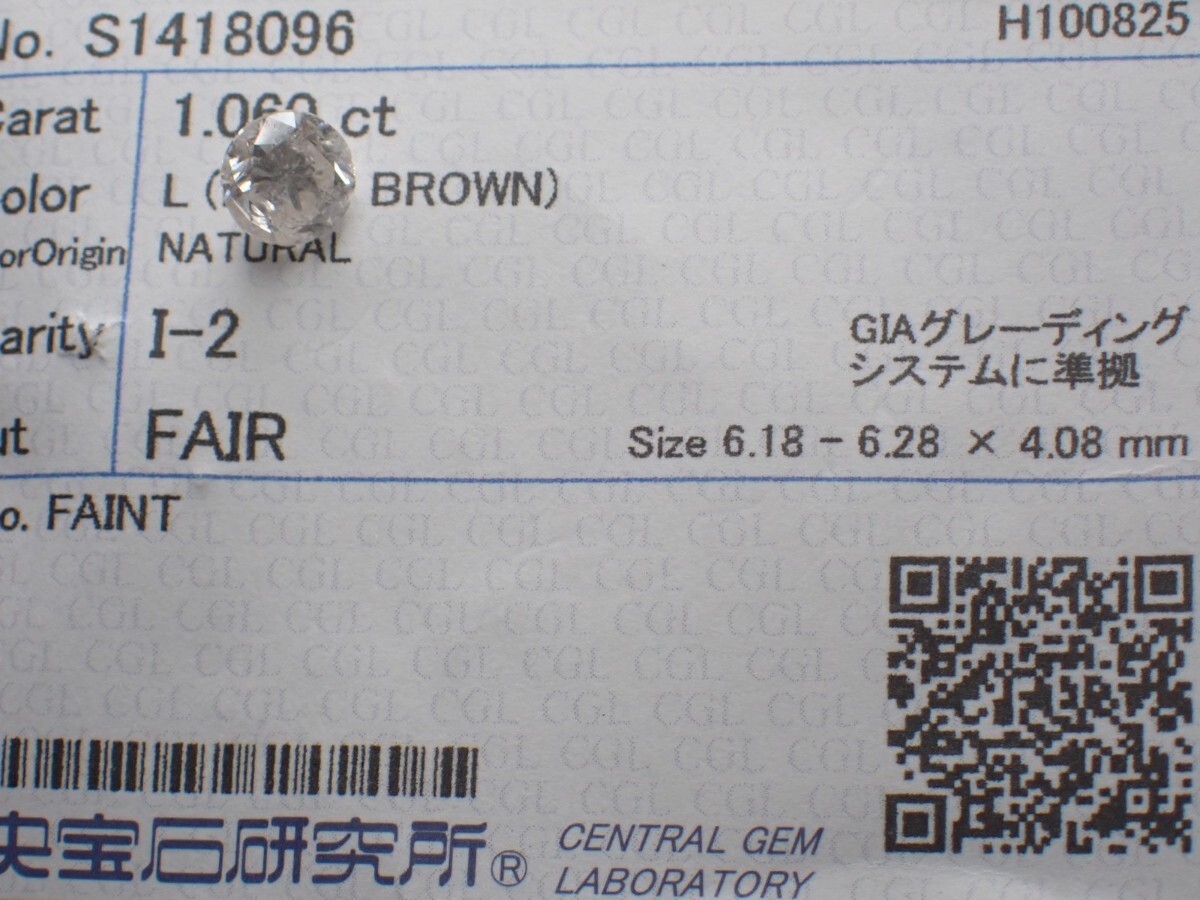 No. S1418096 H100825
Carat 1.060 ct
Color L ( BROWN)
ColorOrigin NATURAL
Clarity I-2
GIAグレーディング
システムに準拠
Cut FAIR Size 6.18 - 6.28 × 4.08 mm
o. FAINT
央宝石研究所® CENTRAL GEM
LABORATORY